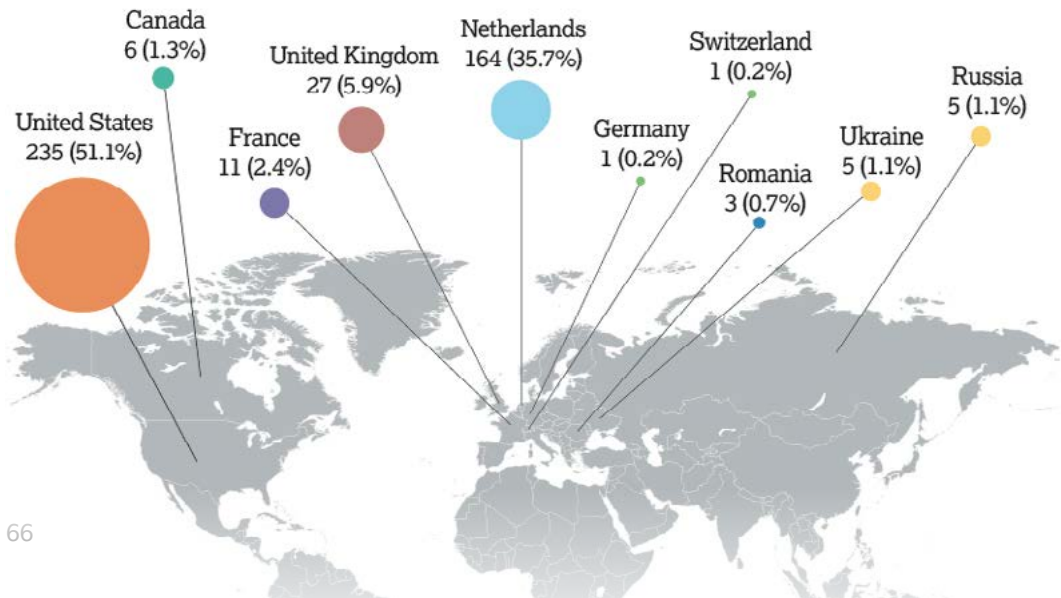 Canada
6 (1.3%)
United Kingdom
27 (5.9%)
Netherlands
164 (35.7%)
Switzerland
1 (0.2%)
Russia
5 (1.1%)
United States
235 (51.1%)
France
11 (2.4%)
Germany
1 (0.2%)
Romania
3 (0.7%)
Ukraine
5 (1.1%)
66